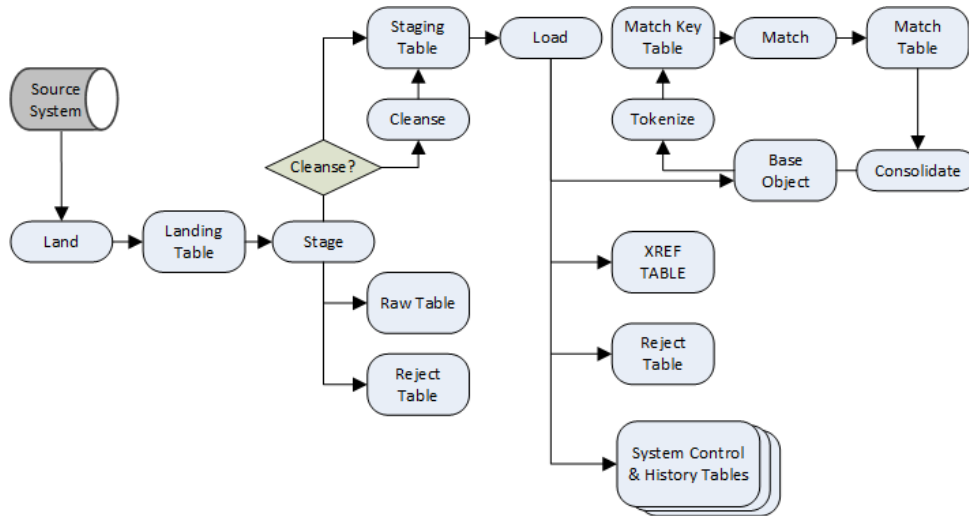 Source
System
Land
Landing
Table
Stage
Cleanse?
Staging
Table
Cleanse
Raw Table
Reject
Table
Load
Match Key
Table
Tokenize
Match
Match
Table
Consolidate
Base
Object
XREF
TABLE
Reject
Table
System Control
& History Tables